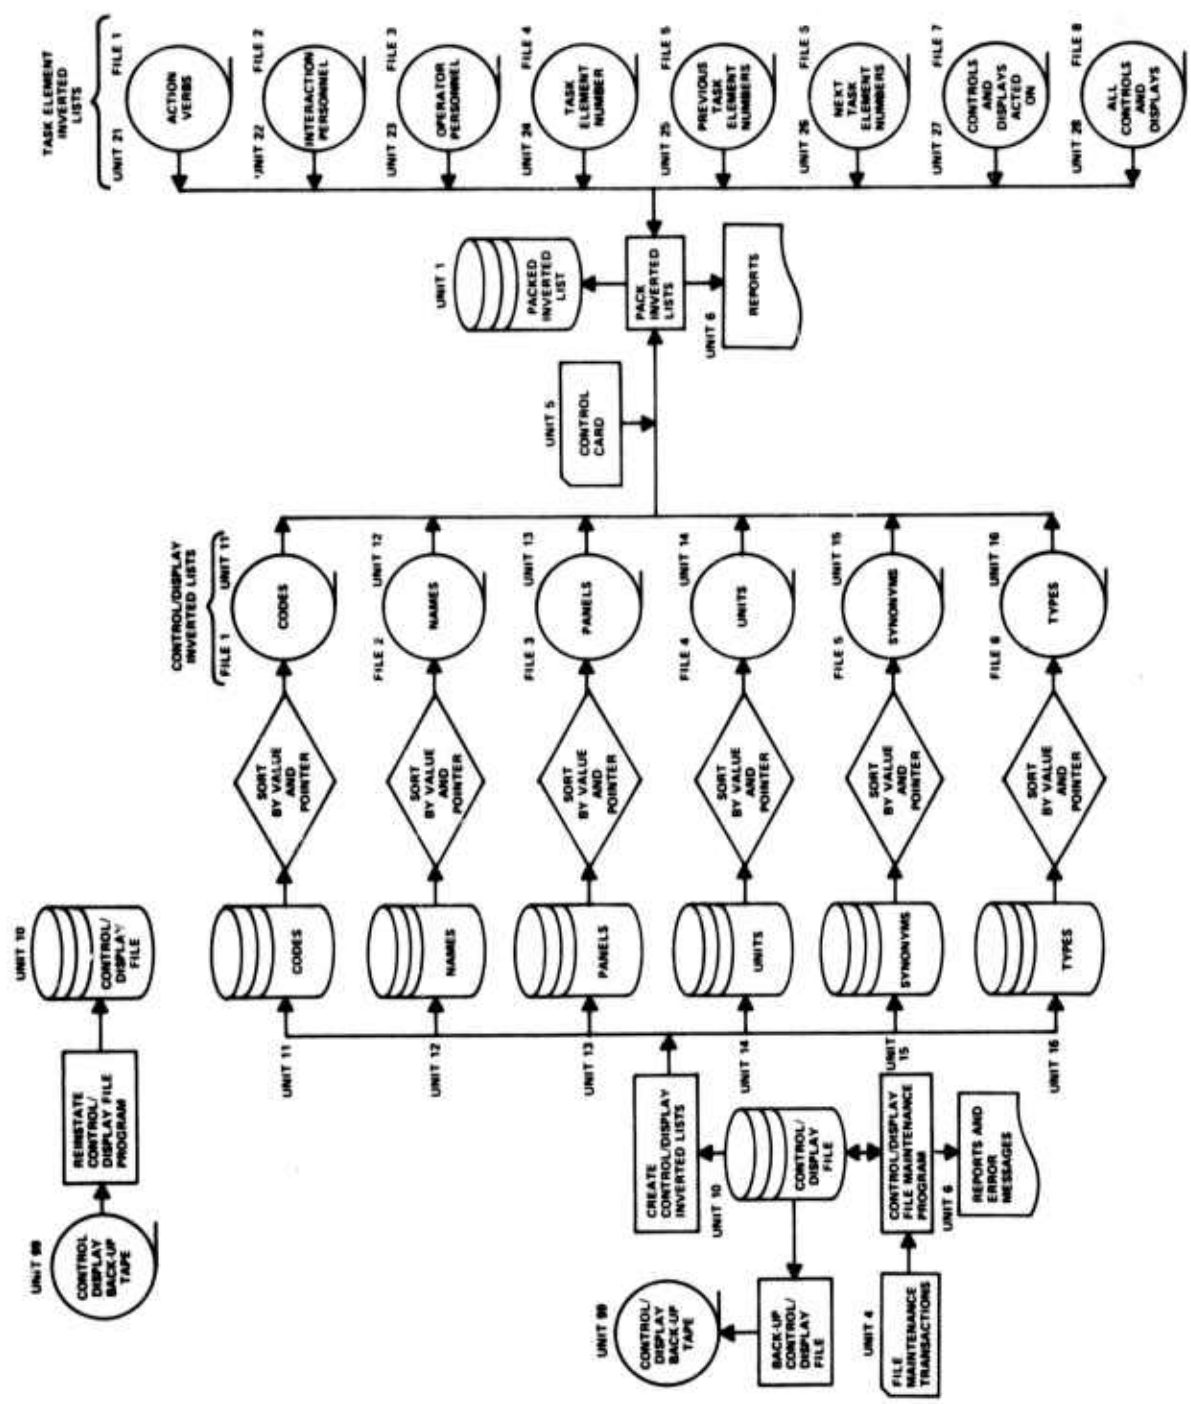 UNIT 99
CONTROL
DISPLAY
BACK-UP
TAPE
REINSTATE
CONTROL/
DISPLAY FILE
PROGRAM
UNIT 10
CONTROL/
DISPLAY
FILE
UNIT 99
CONTROL/
DISPLAY
BACK-UP
TAPE
BACK-UP
CONTROL/
DISPLAY
FILE
UNIT 4
FILE
MAINTENANCE
TRANSACTIONS
CREATE
CONTROL/DISPLAY
INVERTED LISTS
UNIT 10
CONTROL/
DISPLAY
FILE
CONTROL/DISPLAY
FILE MAINTENANCE
PROGRAM
UNIT 6
REPORTS AND
ERROR
MESSAGES
UNIT 11
CODES
UNIT 12
NAMES
UNIT 13
PANELS
UNIT 14
UNITS
UNIT
15
SYNONYMS
UNIT 16
TYPES
SORT
BY VALUE
AND
POINTER
SORT
BY VALUE
AND
POINTER
SORT
BY VALUE
AND
POINTER
SORT
BY VALUE
AND
POINTER
SORT
BY VALUE
AND
POINTER
SORT
BY VALUE
AND
POINTER
CONTROL/DISPLAY
INVERTED LISTS
FILE 1 UNIT 11
CODES
FILE 2 UNIT 12
NAMES
FILE 3 UNIT 13
PANELS
FILE 4 UNIT 14
UNITS
FILE 5 UNIT 15
SYNONYMS
FILE 6 UNIT 16
TYPES
UNIT 5
CONTROL
CARD
UNIT 1
PACKED
INVERTED
LIST
PACK
INVERTED
LISTS
UNIT 6
REPORTS
TASK ELEMENT
INVERTED
LISTS
UNIT 21 FILE 1
ACTION
VERBS
UNIT 22 FILE 2
INTERACTION
PERSONNEL
UNIT 23 FILE 3
OPERATOR
PERSONNEL
UNIT 24 FILE 4
TASK
ELEMENT
NUMBER
UNIT 25 FILE 5
PREVIOUS
TASK
ELEMENT
NUMBERS
UNIT 26 FILE 5
NEXT
TASK
ELEMENT
NUMBERS
UNIT 27 FILE 7
CONTROLS
AND
DISPLAYS
ACTED
ON
UNIT 28 FILE 8
ALL
CONTROLS
AND
DISPLAYS